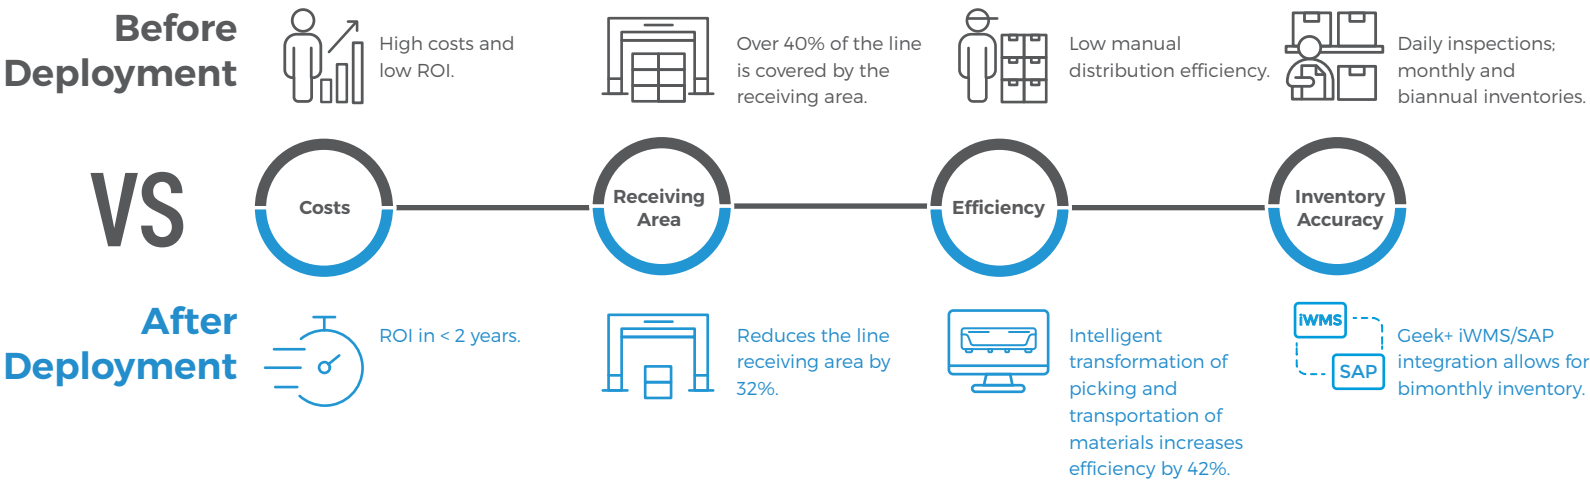 Before
Deployment
High costs and
low ROI.
Over 40% of the line
is covered by the
receiving area.
Low manual
distribution efficiency.
Daily inspections;
monthly and
biannual inventories.
VS
Costs
Receiving
Area
Efficiency
Inventory
Accuracy
After
Deployment
ROI in < 2 years.
Reduces the line
receiving area by
32%.
Intelligent
transformation of
picking and
transportation of
materials increases
efficiency by 42%.
iWMS
SAP
Geek+ iWMS/SAP
integration allows for
bimonthly inventory.